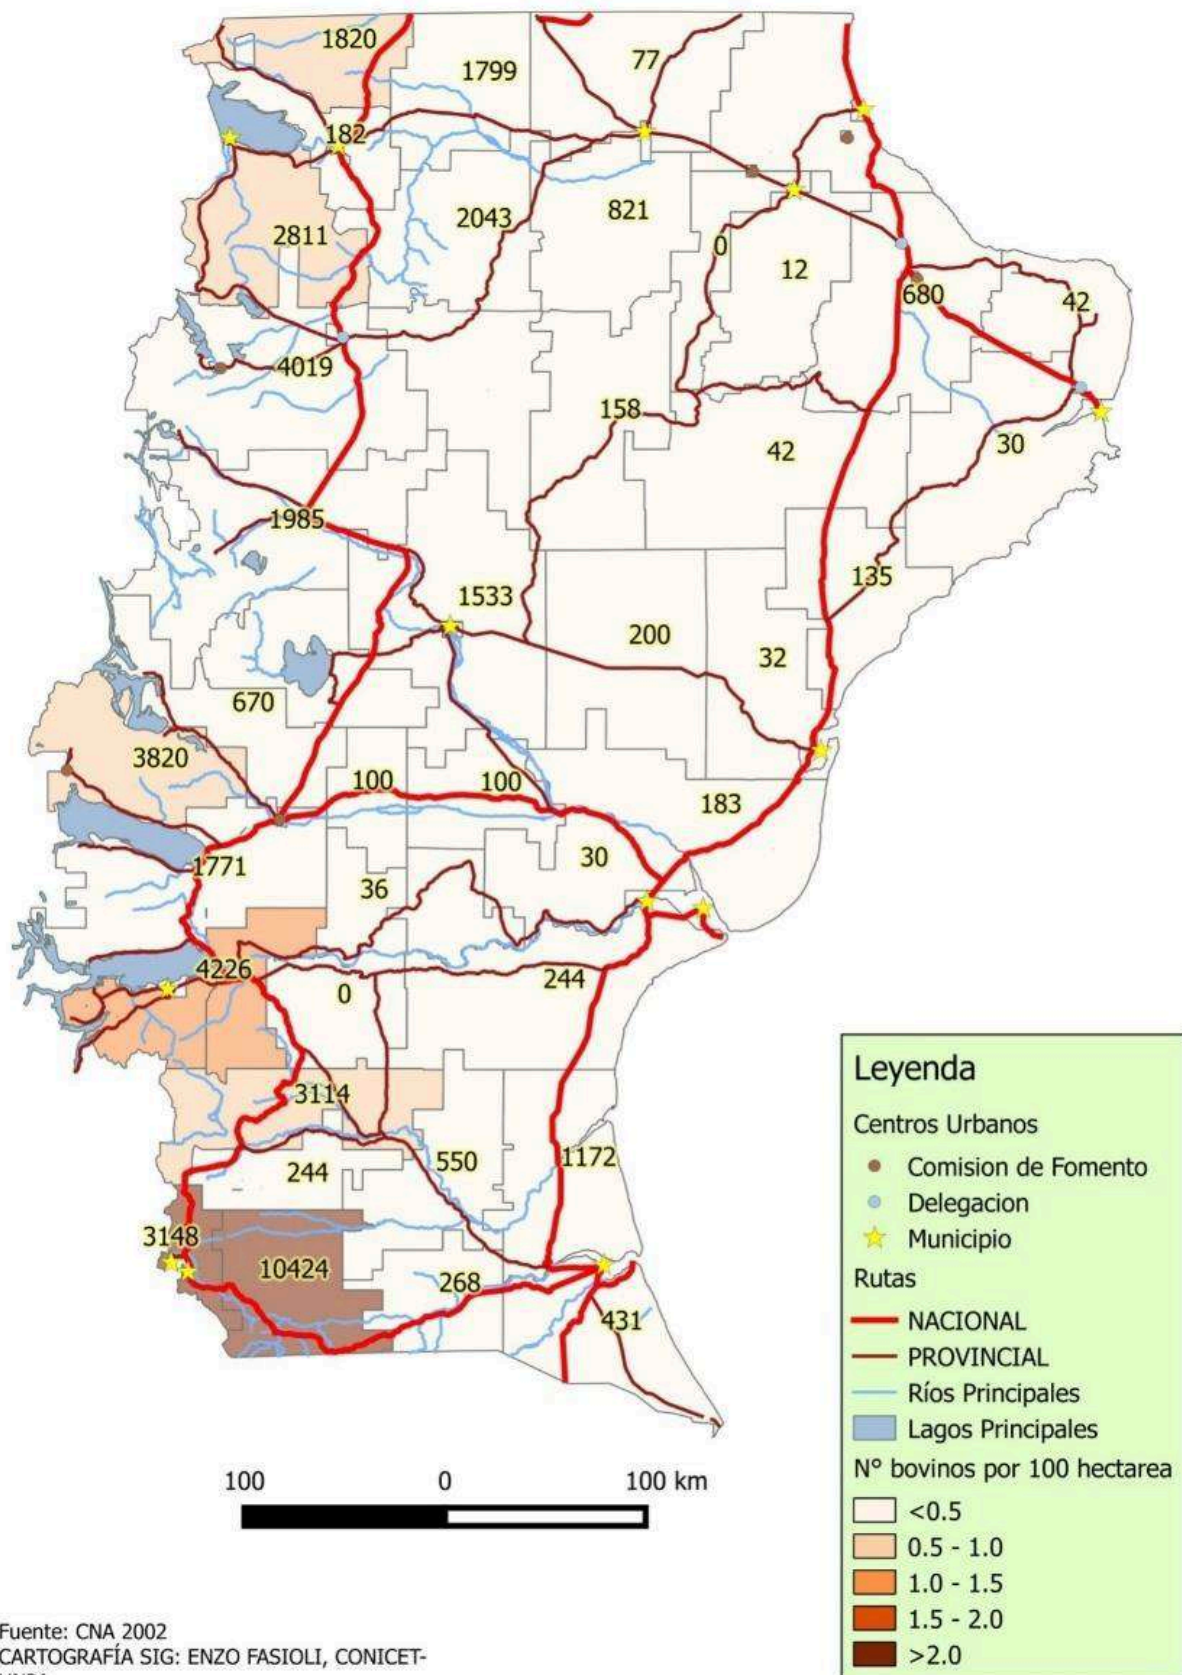 1820
1799
77
182
2811
2043
821
0
12
680
42
4019
158
42
30
1985
1533
135
200
32
670
3820
100
100
183
1771
30
36
4226
0
244
3114
550
1172
244
3148
10424
268
431
Leyenda
Centros Urbanos
Comision de Fomento
Delegacion
Municipio
Rutas
NACIONAL
PROVINCIAL
Ríos Principales
Lagos Principales
N° bovinos por 100 hectarea
<0.5
0.5 - 1.0
1.0 - 1.5
1.5 - 2.0
>2.0
100 0 100 km
Fuente: CNA 2002
CARTOGRAFÍA SIG: ENZO FASIOLI, CONICET-